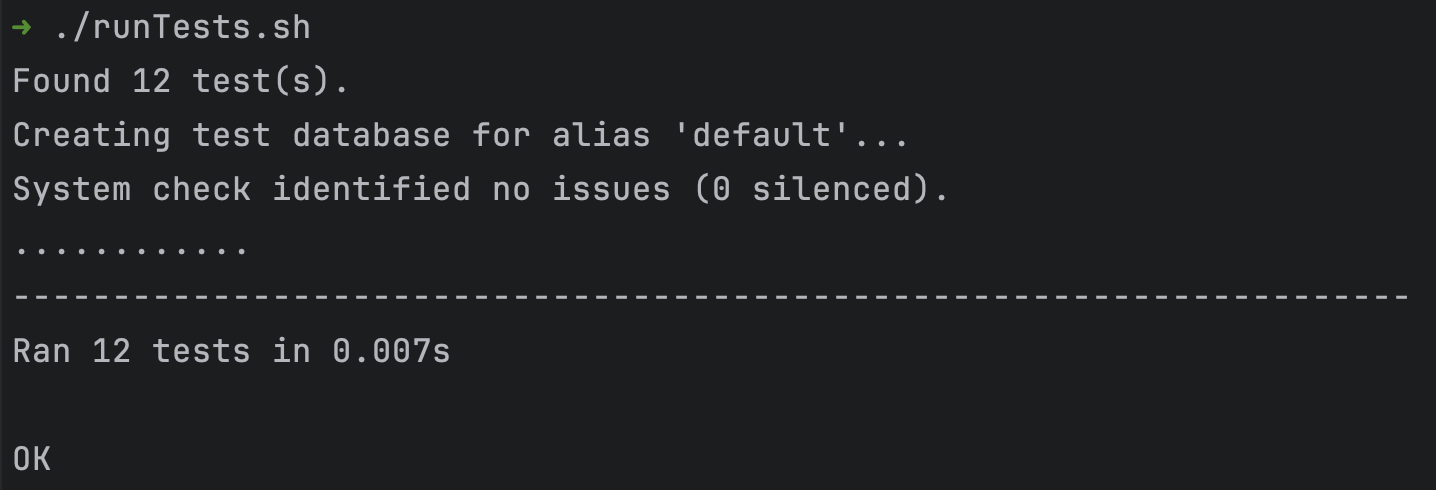 ➜ ./runTests.sh
Found 12 test(s).
Creating test database for alias 'default'...
System check identified no issues (0 silenced).
............
----------------------------------------------------------------------
Ran 12 tests in 0.007s
OK